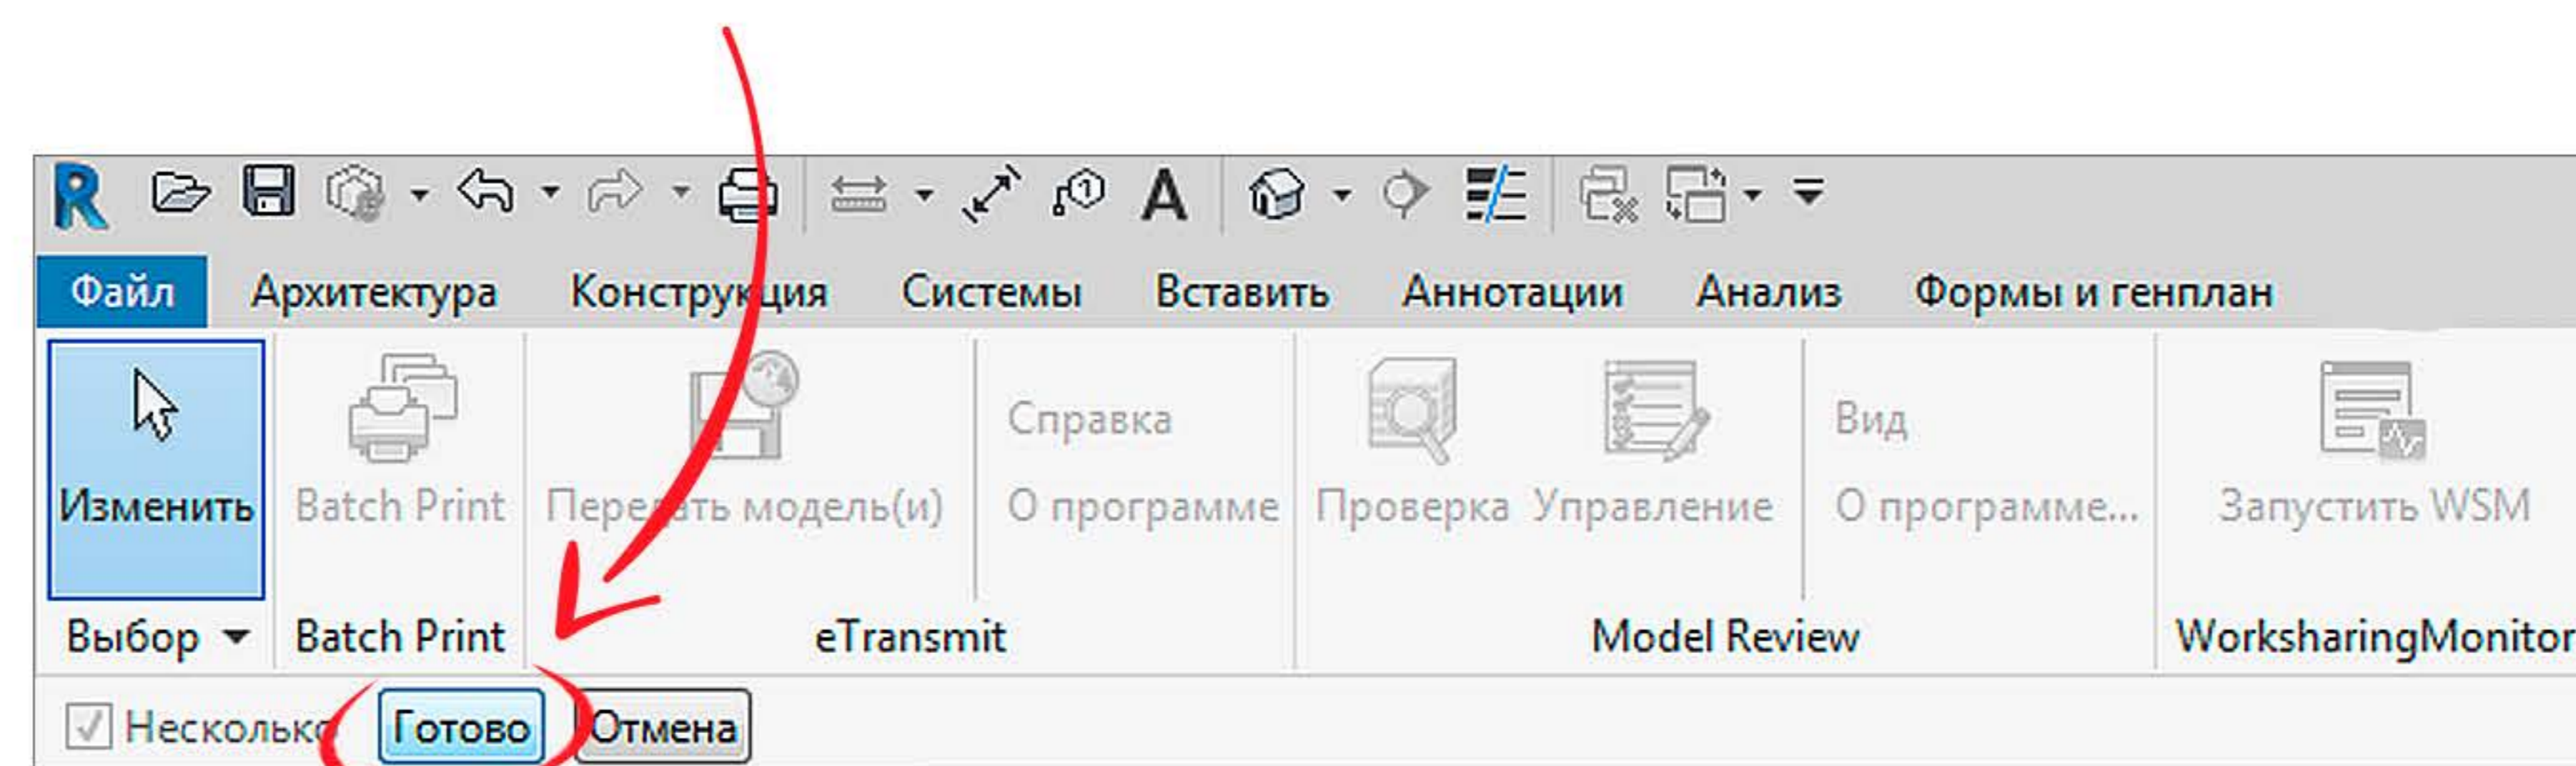 Файл Архитектура Конструкция Системы Вставить Аннотации Анализ Формы и генплан
Справка Вид
Изменить Batch Print Передать модель(и) О программе Проверка Управление О программе... Запустить WSM
Выбор Batch Print eTransmit Model Review WorksharingMonitor
Несколько Готово Отмена